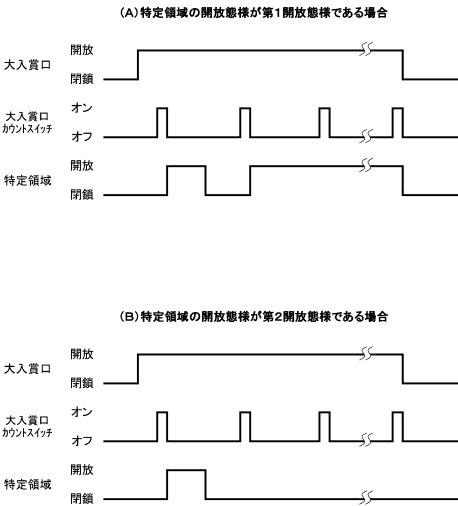 (A)特定領域の開放態様が第1開放態様である場合
開放
大入賞口
閉鎖
オン
大入賞口
カウントスイッチ
オフ
開放
特定領域
閉鎖
(B)特定領域の開放態様が第2開放態様である場合
開放
大入賞口
閉鎖
オン
大入賞口
カウントスイッチ
オフ
開放
特定領域
閉鎖